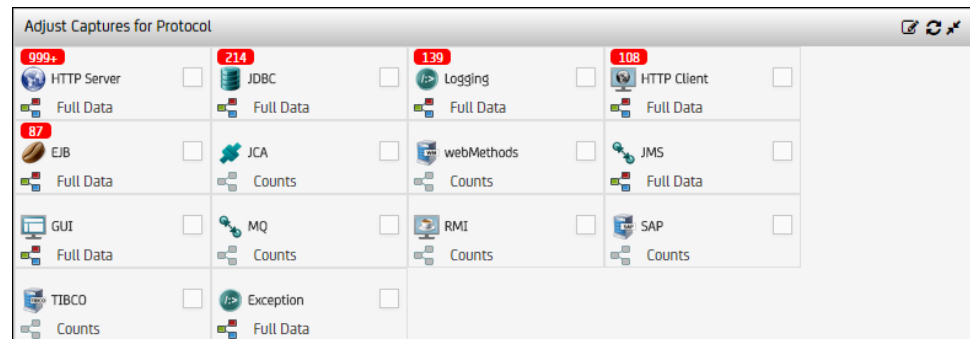 Adjust Captures for Protocol
999+ 214 139 108
HTTP Server JDBC Logging HTTP Client
Full Data Full Data Full Data Full Data
87
EJB JCA webMethods JMS
Full Data Counts Counts Full Data
GUI MQ RMI SAP
Full Data Counts Counts Counts
TIBCO Exception
Counts Full Data